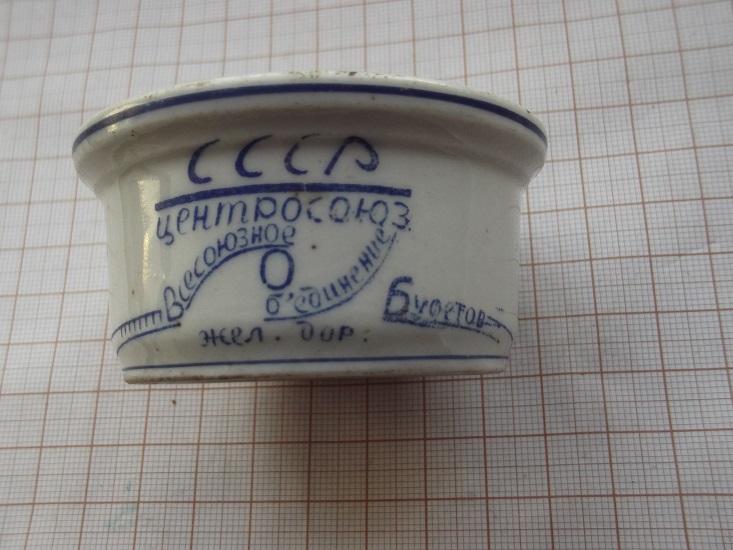 СССР
центросоюз
Всесоюзное
О
б'единение
Буфетов
жел. дор.